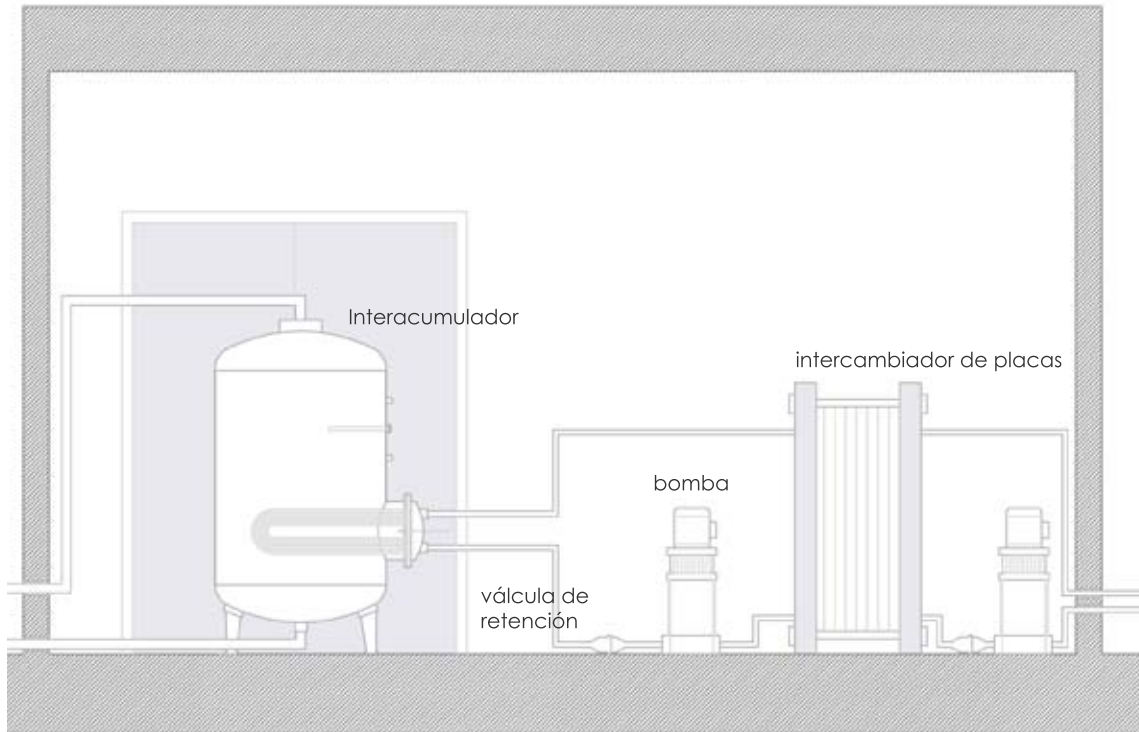 Interacumulador
intercambiador de placas
bomba
válcula de
retención